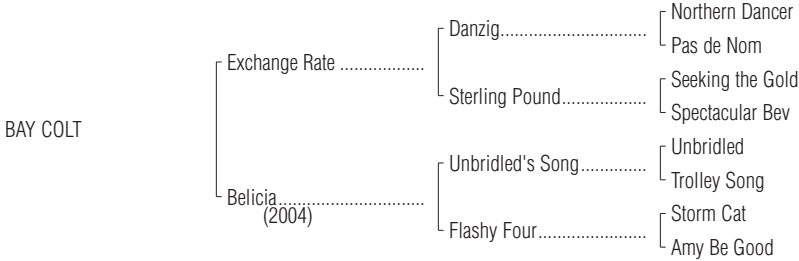 Northern Dancer
Danzig..............................
Pas de Nom
Exchange Rate .................
Seeking the Gold
Sterling Pound.................
Spectacular Bev
BAY COLT
Unbridled
Unbridled's Song.............
Trolley Song
Belicia.............................
(2004)
Storm Cat
Flashy Four......................
Amy Be Good